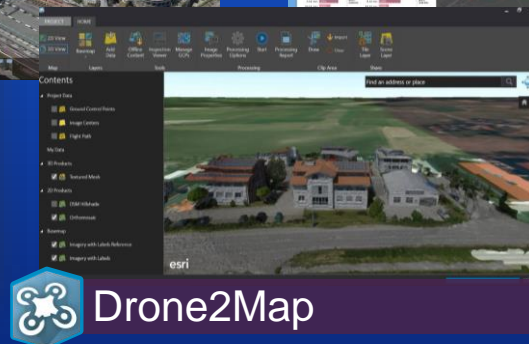 PROJECT HOME
2D View
3D View
Basemap
Add Data
Offline Content
Inspection Viewer
Manage GCPs
Image Properties
Processing Options
Start
Processing Report
Draw
Import
Clear
Tile Layer
Scene Layer
Map Layers Tools Processing Clip Area Share
Contents
Find an address or place
Project Data
Ground Control Points
Image Centers
Flight Path
My Data
3D Products
Textured Mesh
2D Products
DSM Hillshade
Orthomosaic
Basemap
Imagery with Labels Reference
Imagery with Labels
esri
Drone2Map